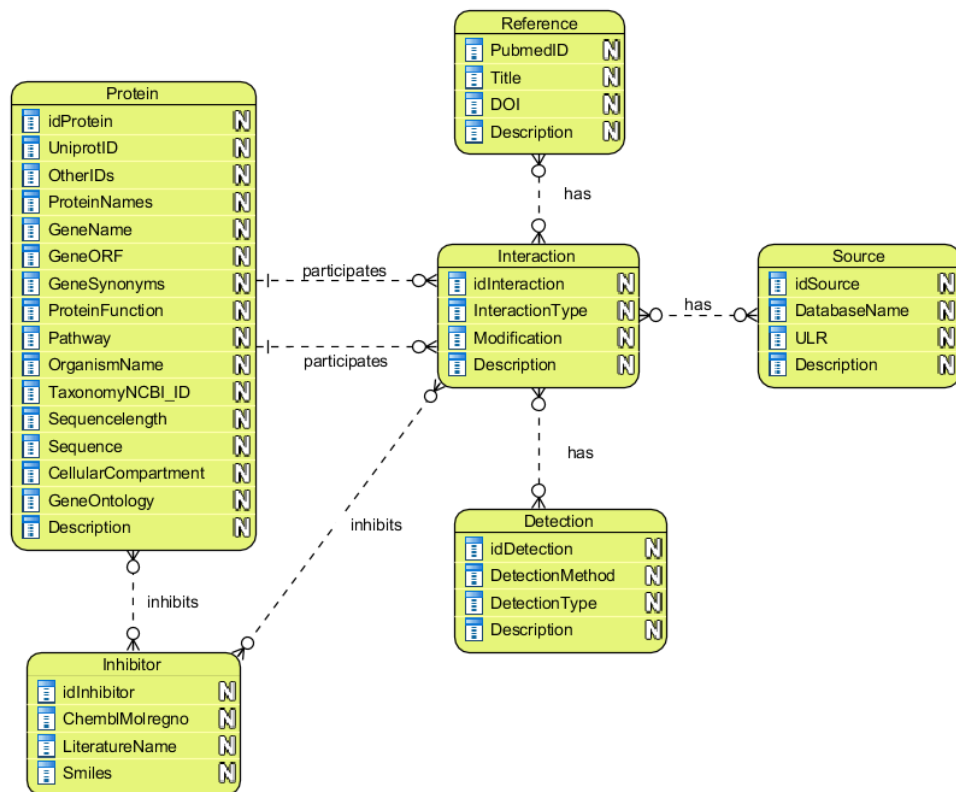 Reference
PubmedID N
Title N
DOI N
Description N
has
Protein
idProtein N
UniprotID N
OtherIDs N
ProteinNames N
GeneName N
GeneORF N
GeneSynonyms N
ProteinFunction N
Pathway N
OrganismName N
TaxonomyNCBI_ID N
Sequencelength N
Sequence N
CellularCompartment N
GeneOntology N
Description N
participates
participates
Interaction
idInteraction N
InteractionType N
Modification N
Description N
has
Source
idSource N
DatabaseName N
ULR N
Description N
has
inhibits
inhibits
Detection
idDetection N
DetectionMethod N
DetectionType N
Description N
Inhibitor
idInhibitor N
ChemblMolregno N
LiteratureName N
Smiles N